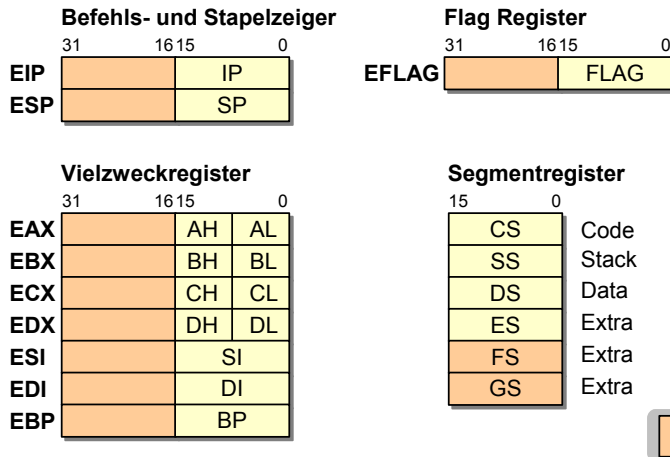 Befehls- und Stapelzeiger
31 16 15 0
EIP IP
ESP SP
Flag Register
31 16 15 0
EFLAG FLAG
Vielzweckregister
31 16 15 0
EAX AH AL
EBX BH BL
ECX CH CL
EDX DH DL
ESI SI
EDI DI
EBP BP
Segmentregister
15 0
CS Code
SS Stack
DS Data
ES Extra
FS Extra
GS Extra